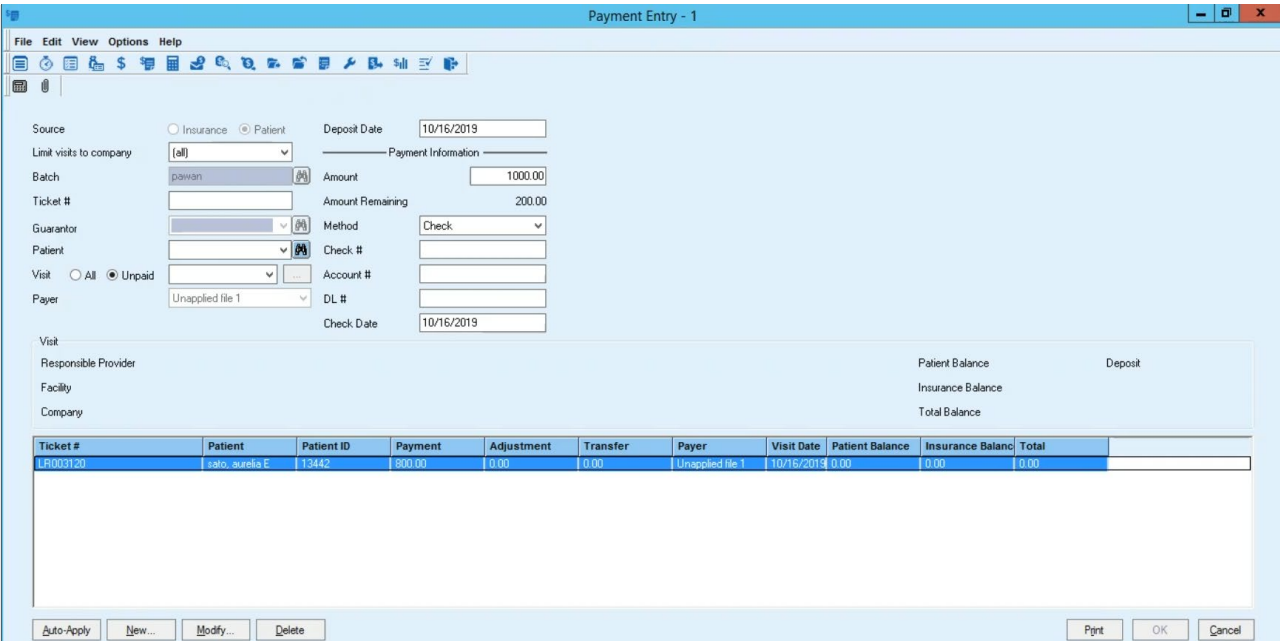 Payment Entry - 1
File Edit View Options Help
Source Insurance Patient Deposit Date 10/16/2019
Limit visits to company (all) Payment Information
Batch pawan Amount 1000.00
Ticket # Amount Remaining 200.00
Guarantor Method Check
Patient Check #
Visit All Unpaid ... Account #
Payer Unapplied file 1 DL #
Check Date 10/16/2019
Visit
Responsible Provider Patient Balance Deposit
Facility Insurance Balance
Company Total Balance
Ticket # Patient Patient ID Payment Adjustment Transfer Payer Visit Date Patient Balance Insurance Balanc Total
LR003120 sato, aurelia E 13442 800.00 0.00 0.00 Unapplied file 1 10/16/2019 0.00 0.00 0.00
Auto-Apply New... Modify... Delete Print OK Cancel